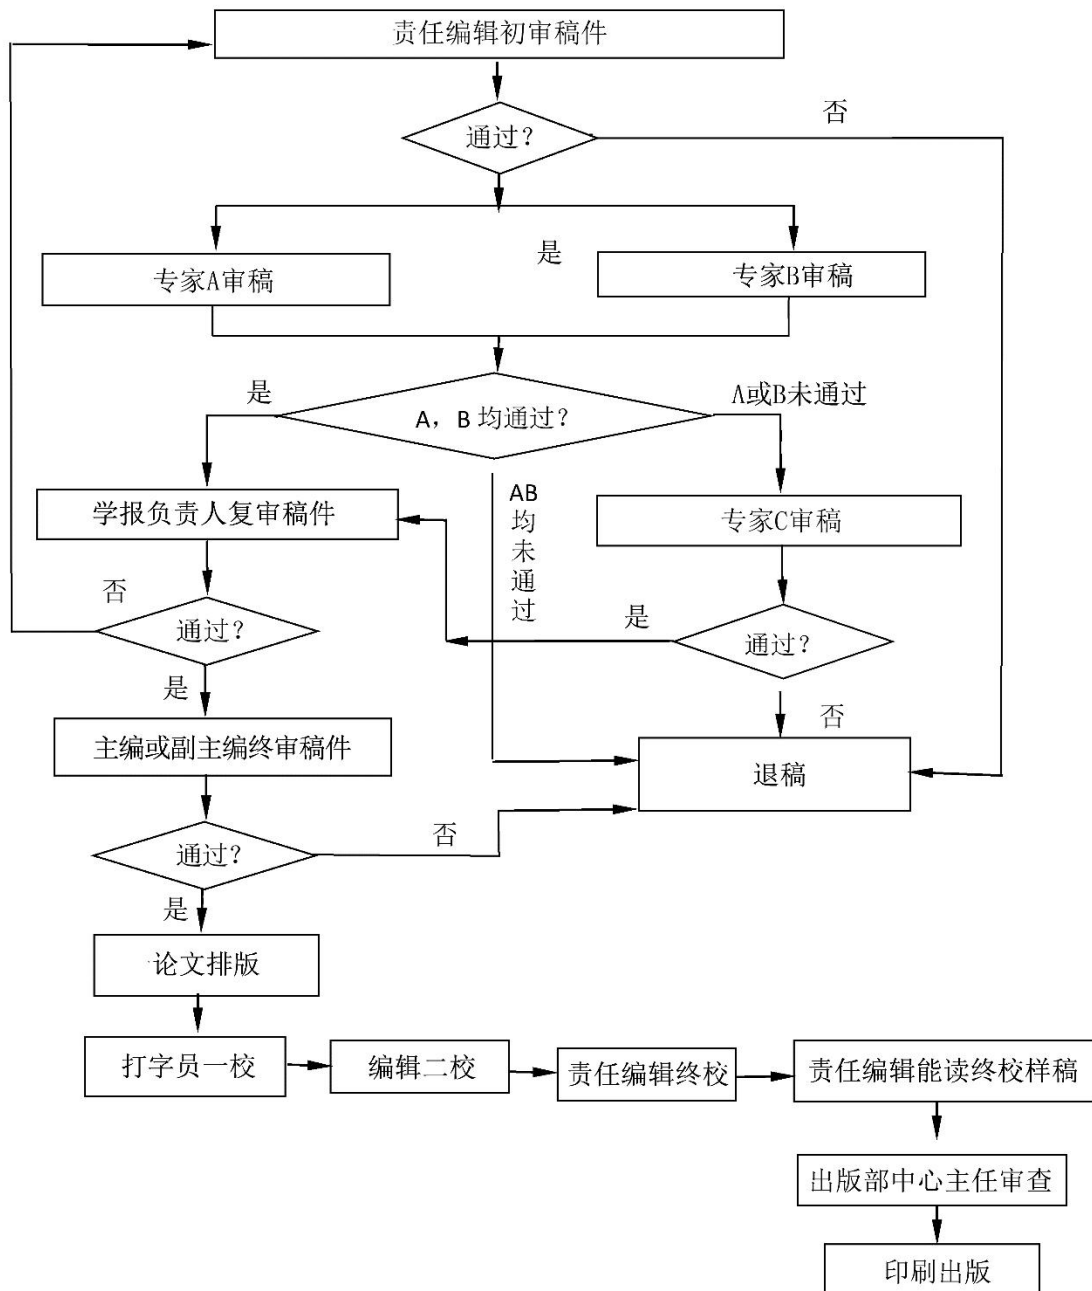 责任编辑初审稿件
否
通过？
是
专家A审稿
专家B审稿
是
A或B未通过
A，B 均通过？
AB
均
未
通
过
学报负责人复审稿件
专家C审稿
否
通过？
是
通过？
是
否
主编或副主编终审稿件
退稿
否
通过？
是
论文排版
打字员一校
编辑二校
责任编辑终校
责任编辑能读终校样稿
出版部中心主任审查
印刷出版